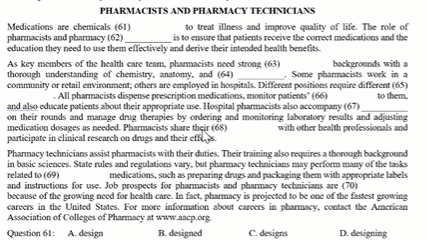 PHARMACISTS AND PHARMACY TECHNICIANS
Medications are chemicals (61) __________ to treat illness and improve quality of life. The role of
pharmacists and pharmacy (62) __________ is to ensure that patients receive the correct medications and the
education they need to use them effectively and derive their intended health benefits.
As key members of the health care team, pharmacists need strong (63) __________ backgrounds with a
thorough understanding of chemistry, anatomy, and (64) __________. Some pharmacists work in a
community or retail environment; others are employed in hospitals. Different positions require different (65)
__________. All pharmacists dispense prescription medications, monitor patients' (66) __________ to them,
and also educate patients about their appropriate use. Hospital pharmacists also accompany (67) __________
on their rounds and manage drug therapies by ordering and monitoring laboratory results and adjusting
medication dosages as needed. Pharmacists share their (68) __________ with other health professionals and
participate in clinical research on drugs and their effects.
Pharmacy technicians assist pharmacists with their duties. Their training also requires a thorough background
in basic sciences. State rules and regulations vary, but pharmacy technicians may perform many of the tasks
related to (69) __________ medications, such as preparing drugs and packaging them with appropriate labels
and instructions for use. Job prospects for pharmacists and pharmacy technicians are (70) __________
because of the growing need for health care. In fact, pharmacy is projected to be one of the fastest growing
careers in the United States. For more information about careers in pharmacy, contact the American
Association of Colleges of Pharmacy at www.aacp.org.
Question 61: A. design B. designed C. designs D. designing